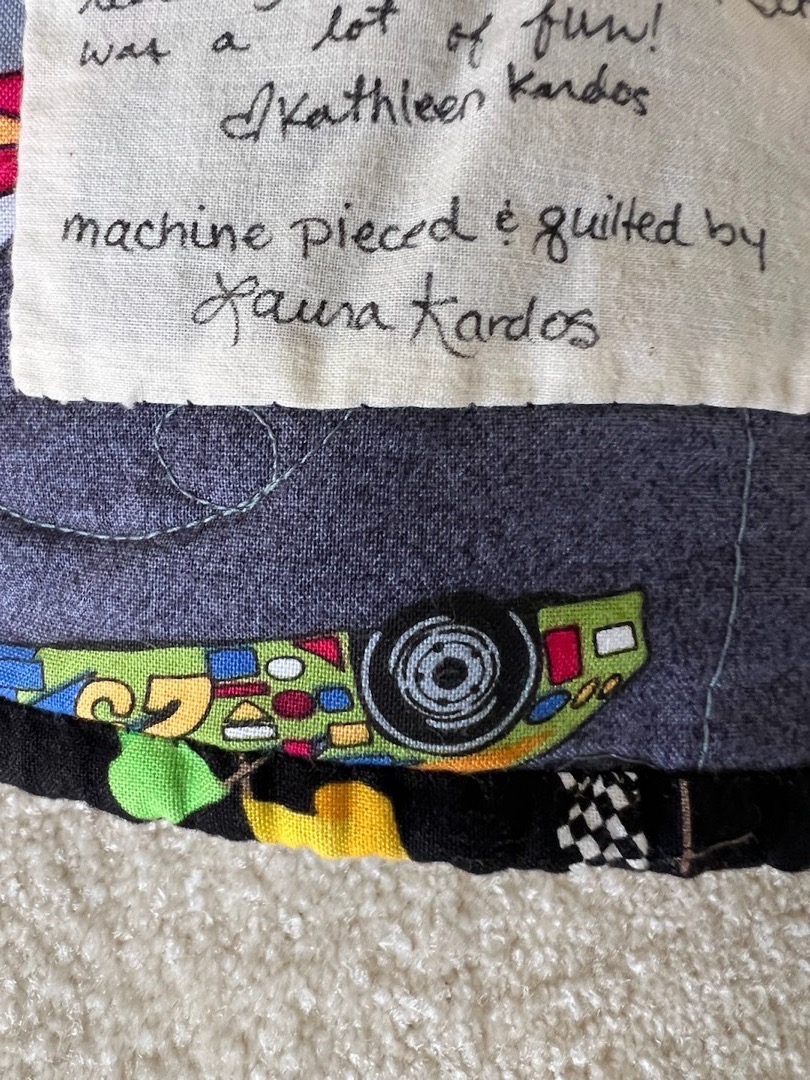 was a lot of fun!
♡Kathleen Kardos
machine pieced & quilted by
Laura Kardos